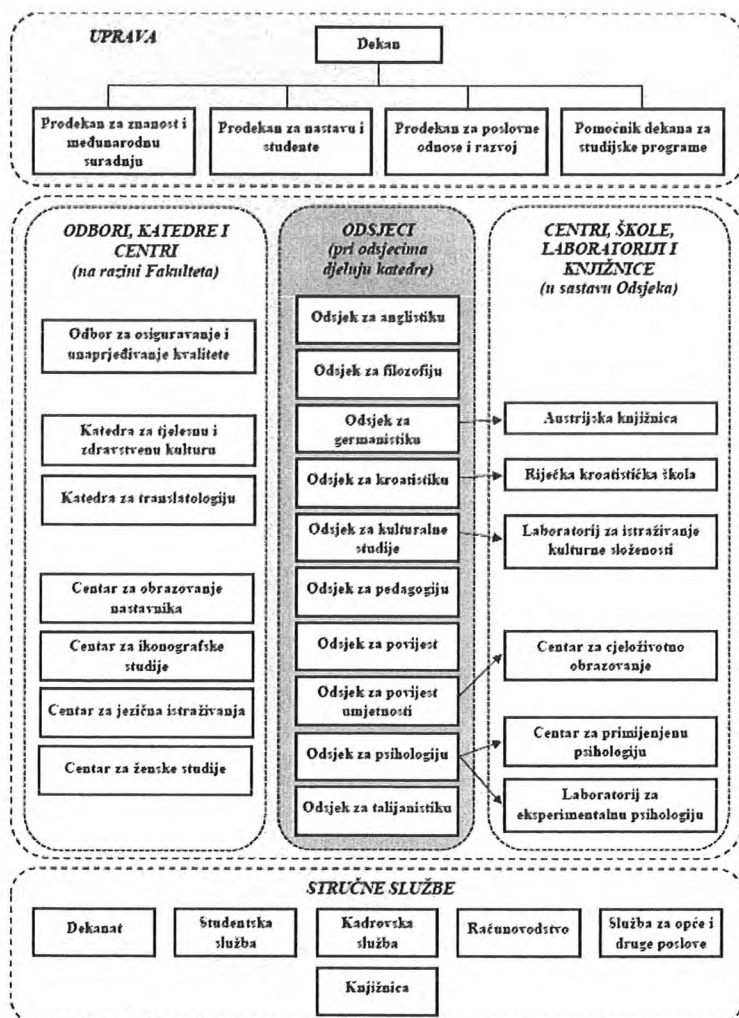 UPRAVA
Dekan
Prodekan za znanost i
međunarodnu
suradnju
Prodekan za nastavu i
studente
Prodekan za poslovne
odnose i razvoj
Pomoćnik dekana za
studijske programe
ODBORI, KATEDRE I
CENTRI
(na razini Fakulteta)
Odbor za osiguravanje i
unaprjeđivanje kvalitete
Katedra za tjelesnu i
zdravstvenu kulturu
Katedra za translatologiju
Centar za obrazovanje
nastavnika
Centar za ikonografske
studije
Centar za jezična istraživanja
Centar za ženske studije
ODSJECI
(pri odsjecima
djeluju katedre)
Odsjek za anglistiku
Odsjek za filozofiju
Odsjek za
germanistiku
Odsjek za kroatistiku
Odsjek za kulturalne
studije
Odsjek za pedagogiju
Odsjek za povijest
Odsjek za povijest
umjetnosti
Odsjek za psihologiju
Odsjek za talijanistiku
CENTRI, ŠKOLE,
LABORATORIJI I
KNJIŽNICE
(u sastavu Odsjeka)
Austrijska knjižnica
Riječka kroatistička škola
Laboratorij za istraživanje
kulturne složenosti
Centar za cjeloživotno
obrazovanje
Centar za primijenjenu
psihologiju
Laboratorij za
eksperimentalnu psihologiju
STRUČNE SLUŽBE
Dekanat
Studentska
služba
Kadrovska
služba
Računovodstvo
Služba za opće i
druge poslove
Knjižnica